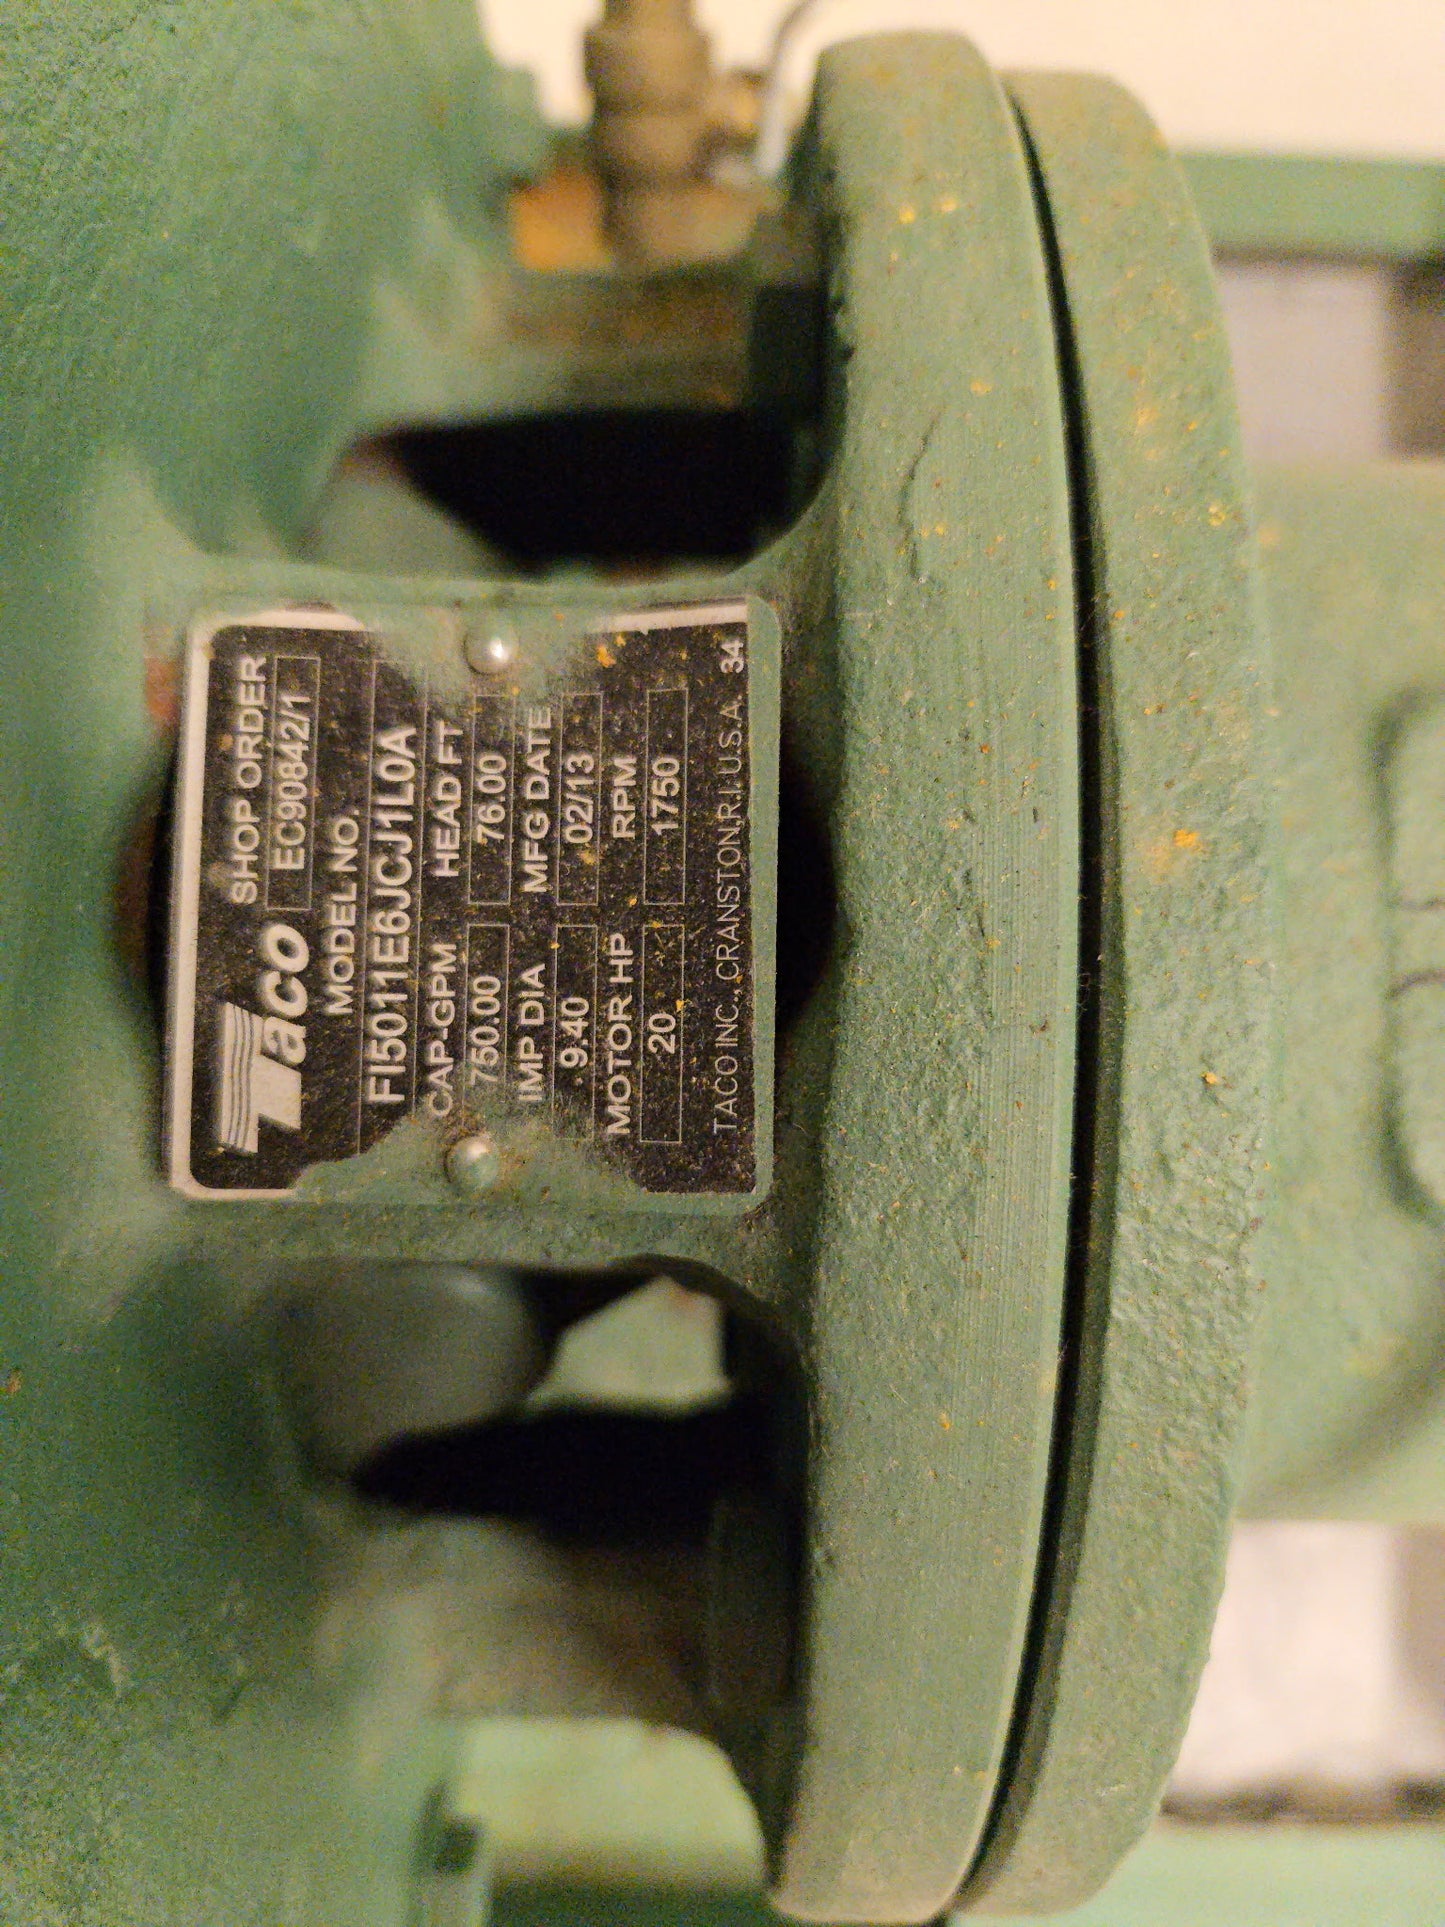 Taco
SHOP ORDER
EC90842/1
MODEL NO.
FI5011E6JCJ1L0A
CAP-GPM HEAD FT
750.00 76.00
IMP DIA MFG DATE
9.40 02/13
MOTOR HP RPM
20 1750
TACO INC., CRANSTON,R.I. U.S.A. 34